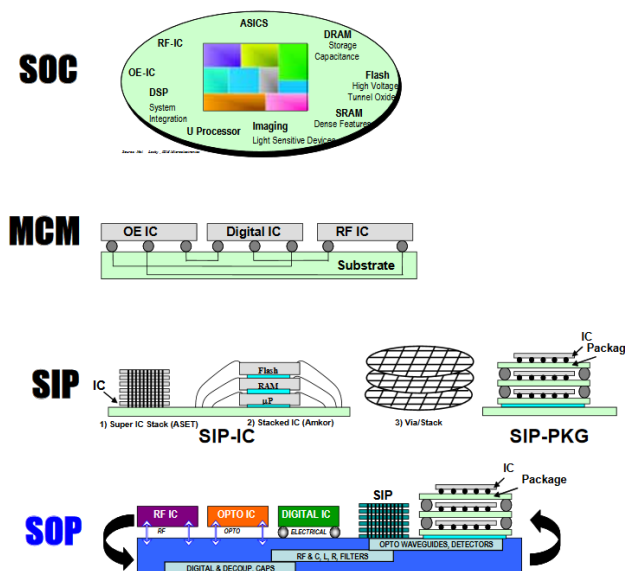 SOC
ASICS
RF-IC
DRAM
Storage
Capacitance
OE-IC
Flash
High Voltage
Tunnel Oxide
DSP
System
Integration
SRAM
Dense Features
U Processor
Imaging
Light Sensitive Devices
MCM
OE IC
Digital IC
RF IC
Substrate
SIP
IC
Flash
RAM
µP
IC
Packag
1) Super IC Stack (ASET)
2) Stacked IC (Amkor)
3) Via/Stack
SIP-IC
SIP-PKG
SOP
RF IC
OPTO IC
DIGITAL IC
SIP
IC
Package
RF
OPTO
ELECTRICAL
OPTO WAVEGUIDES, DETECTORS
RF & C, L, R, FILTERS
DIGITAL & DECOUP. CAPS